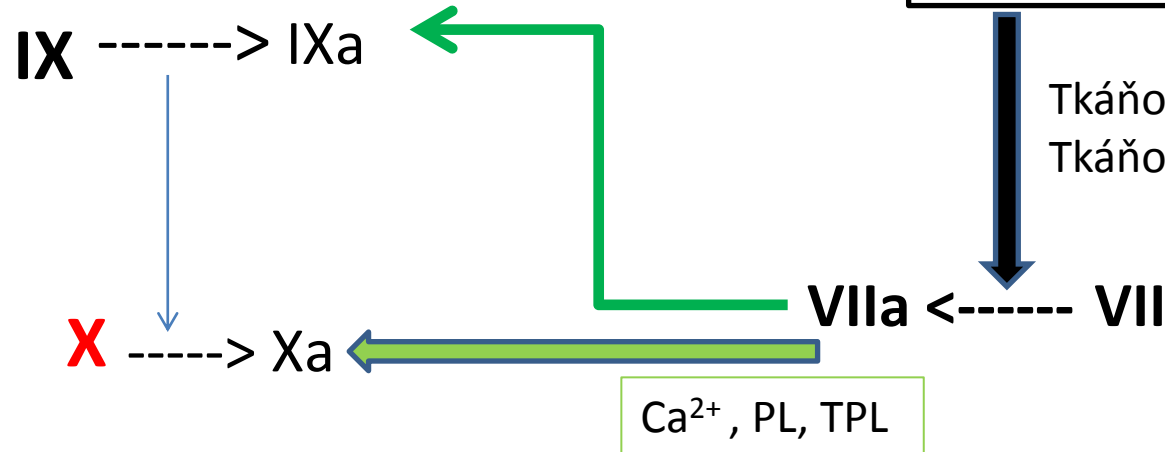 IX ------> IXa
Tkáňo
Tkáňo
VIIa <------ VII
X -----> Xa
Ca²⁺ , PL, TPL